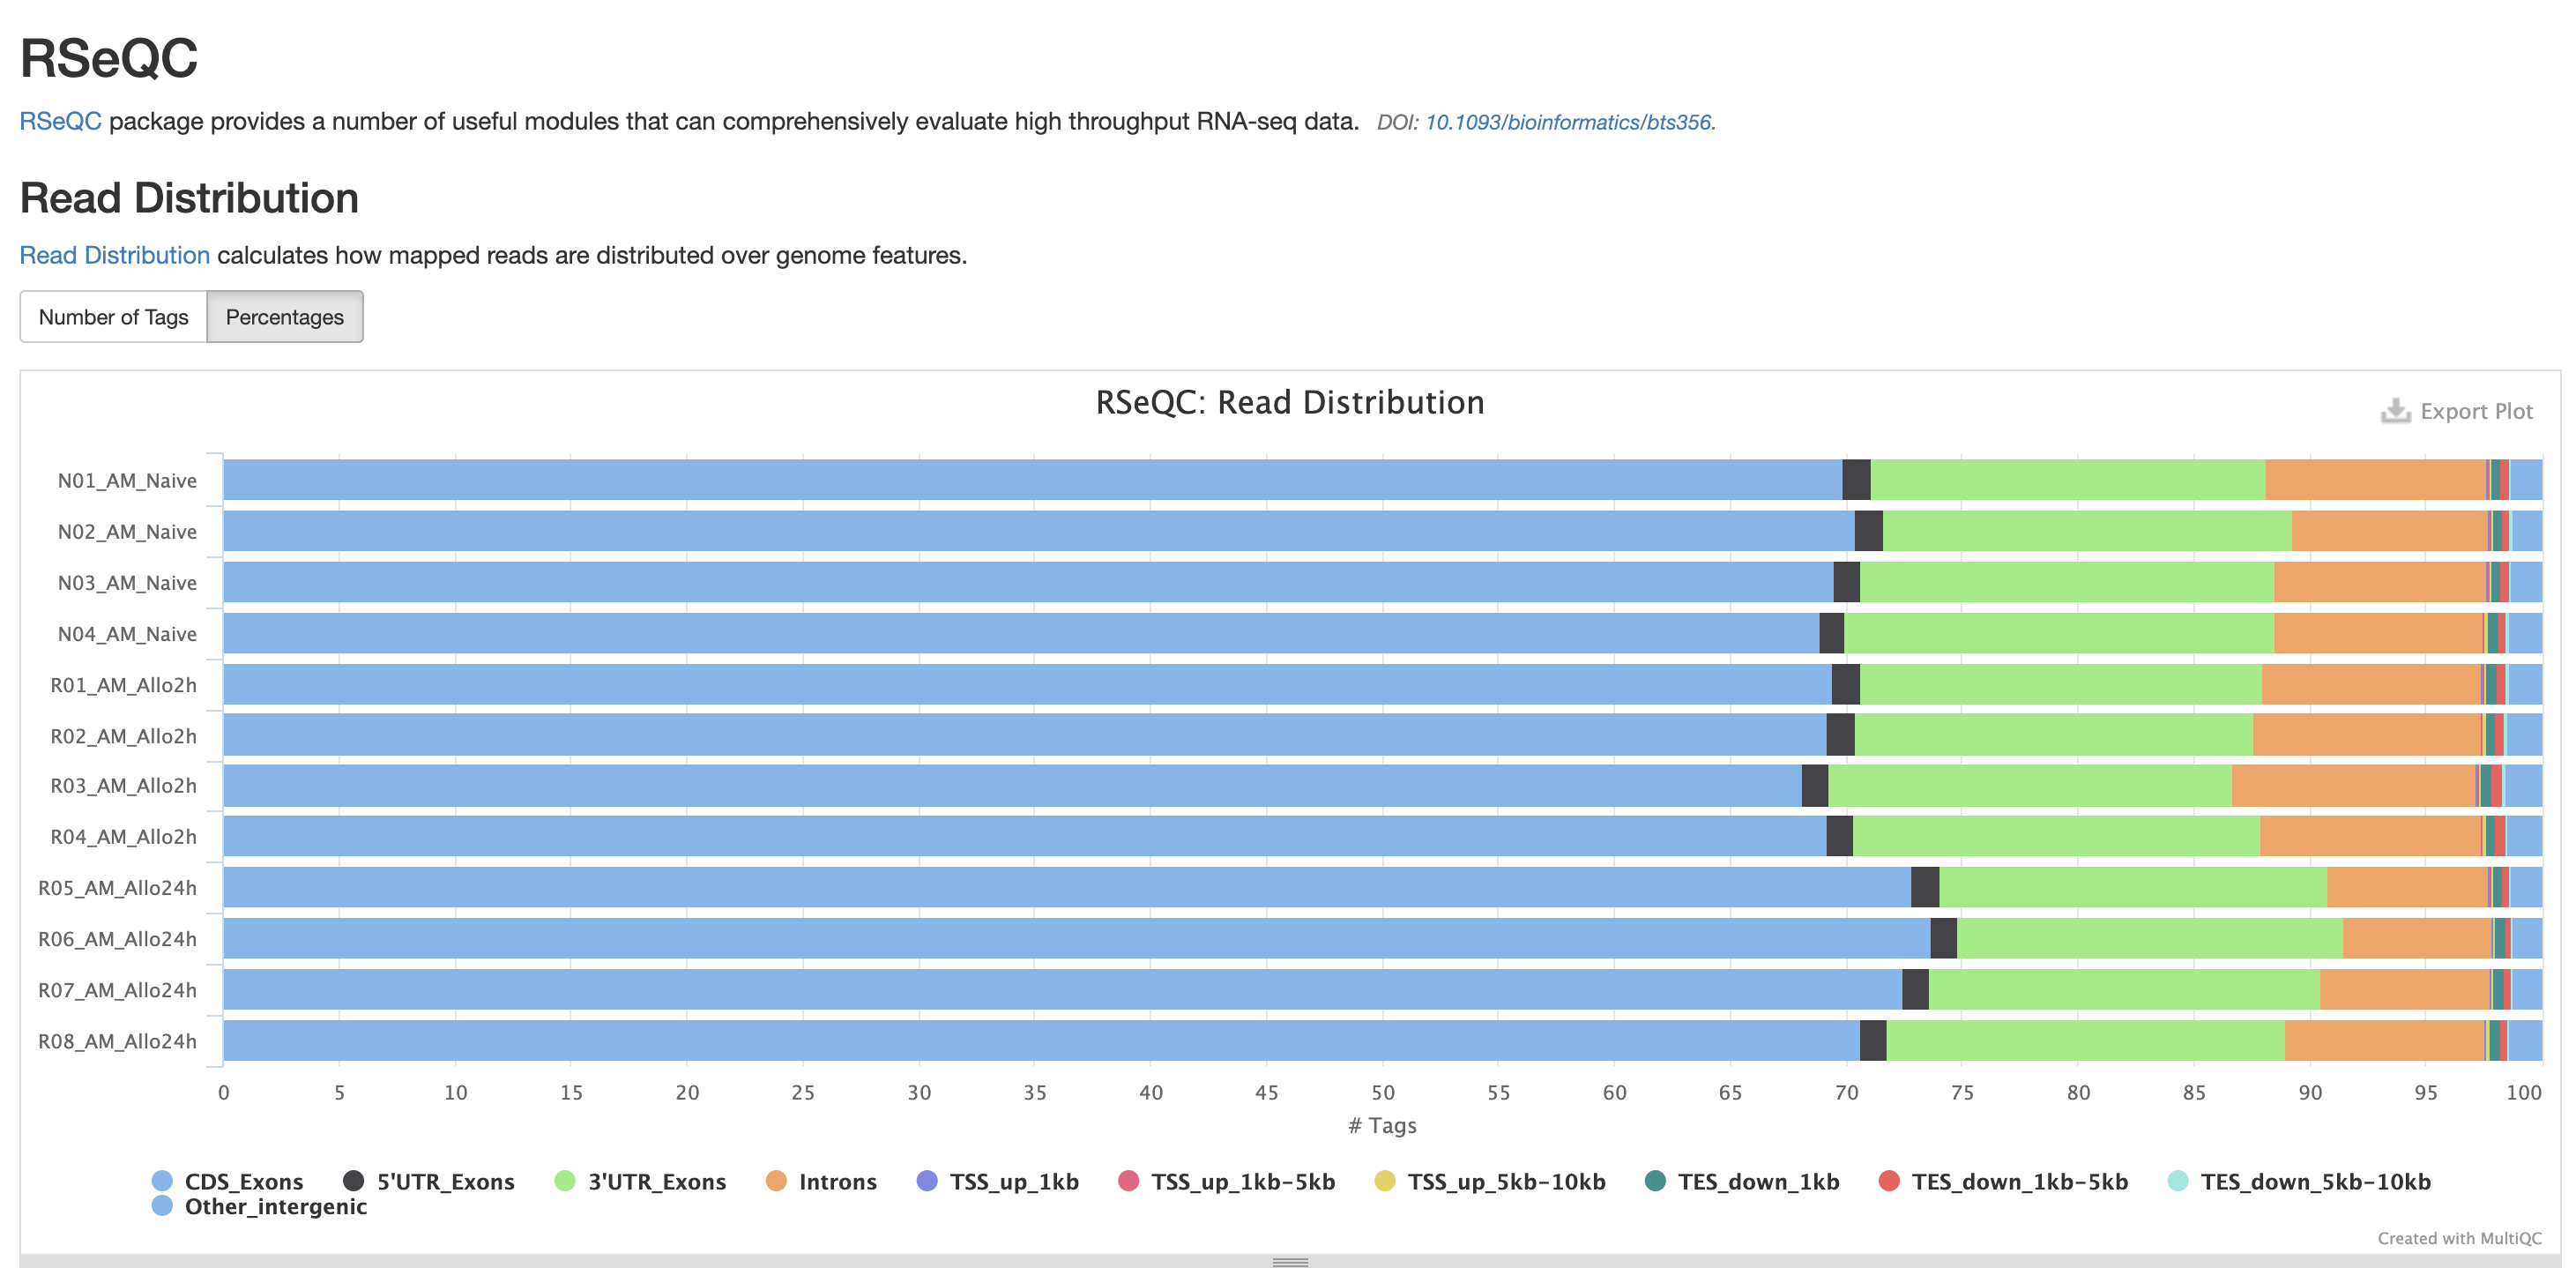 RSeQC
RSeQC package provides a number of useful modules that can comprehensively evaluate high throughput RNA-seq data. DOI: 10.1093/bioinformatics/bts356.
Read Distribution
Read Distribution calculates how mapped reads are distributed over genome features.
Number of Tags Percentages
RSeQC: Read Distribution
Export Plot
N01_AM_Naive
N02_AM_Naive
N03_AM_Naive
N04_AM_Naive
R01_AM_Allo2h
R02_AM_Allo2h
R03_AM_Allo2h
R04_AM_Allo2h
R05_AM_Allo24h
R06_AM_Allo24h
R07_AM_Allo24h
R08_AM_Allo24h
0 5 10 15 20 25 30 35 40 45 50 55 60 65 70 75 80 85 90 95 100
# Tags
CDS_Exons 5'UTR_Exons 3'UTR_Exons Introns TSS_up_1kb TSS_up_1kb-5kb TSS_up_5kb-10kb TES_down_1kb TES_down_1kb-5kb TES_down_5kb-10kb
Other_intergenic
Created with MultiQC